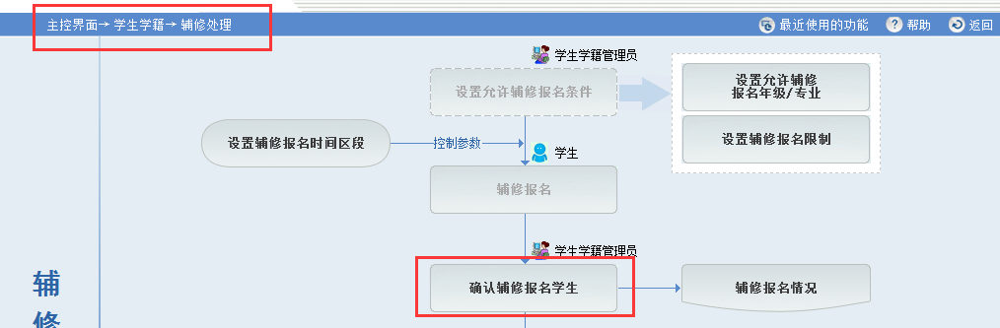 主控界面→ 学生学籍→ 辅修处理
最近使用的功能
帮助
返回
学生学籍管理员
设置允许辅修报名条件
设置允许辅修
报名年级/专业
设置辅修报名限制
设置辅修报名时间区段
控制参数
学生
辅修报名
学生学籍管理员
确认辅修报名学生
辅修报名情况
辅
修